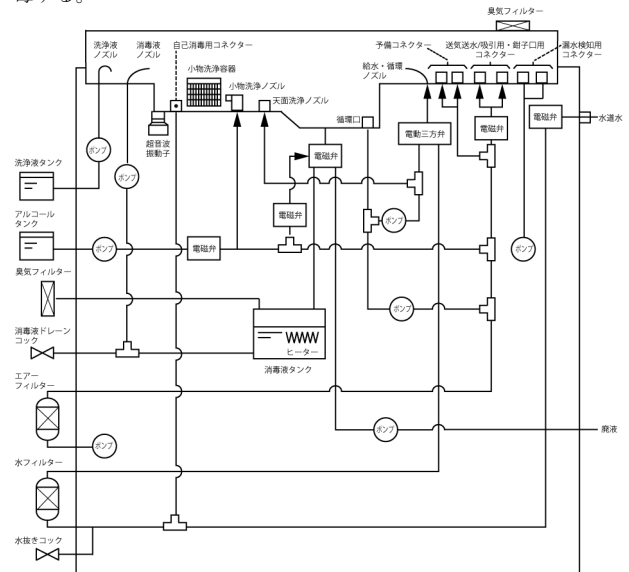 臭気フィルター
洗浄液
ノズル
消毒液
ノズル
自己消毒用コネクター
小物洗浄容器
小物洗浄ノズル
天面洗浄ノズル
循環口
給水・循環
ノズル
予備コネクター
送気送水/吸引用・鉗子口用
コネクター
漏水検知用
コネクター
超音波
振動子
電動三方弁
電磁弁
電磁弁
水道水
洗浄液タンク
ポンプ
ポンプ
電磁弁
電磁弁
ポンプ
アルコール
タンク
ポンプ
電磁弁
ポンプ
臭気フィルター
ポンプ
消毒液ドレーン
コック
ヒーター
消毒液タンク
エアー
フィルター
ポンプ
廃液
ポンプ
水フィルター
水抜きコック